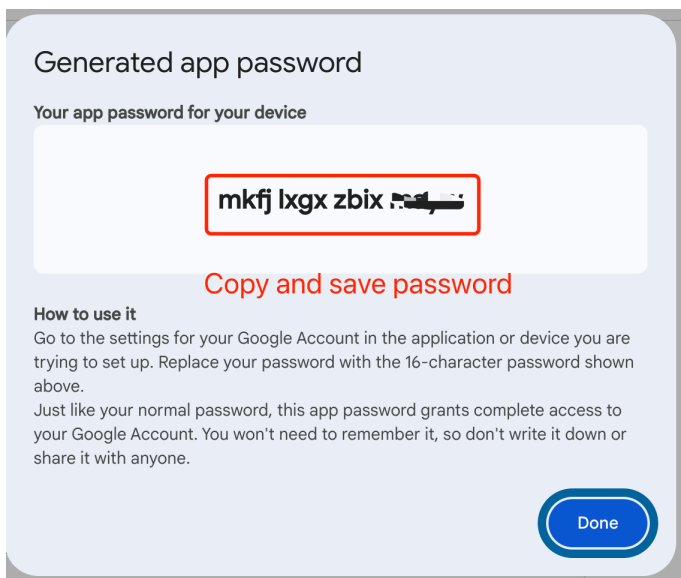 Generated app password
Your app password for your device
mkfj lxgx zbix
Copy and save password
How to use it
Go to the settings for your Google Account in the application or device you are
trying to set up. Replace your password with the 16-character password shown
above.
Just like your normal password, this app password grants complete access to
your Google Account. You won't need to remember it, so don't write it down or
share it with anyone.
Done